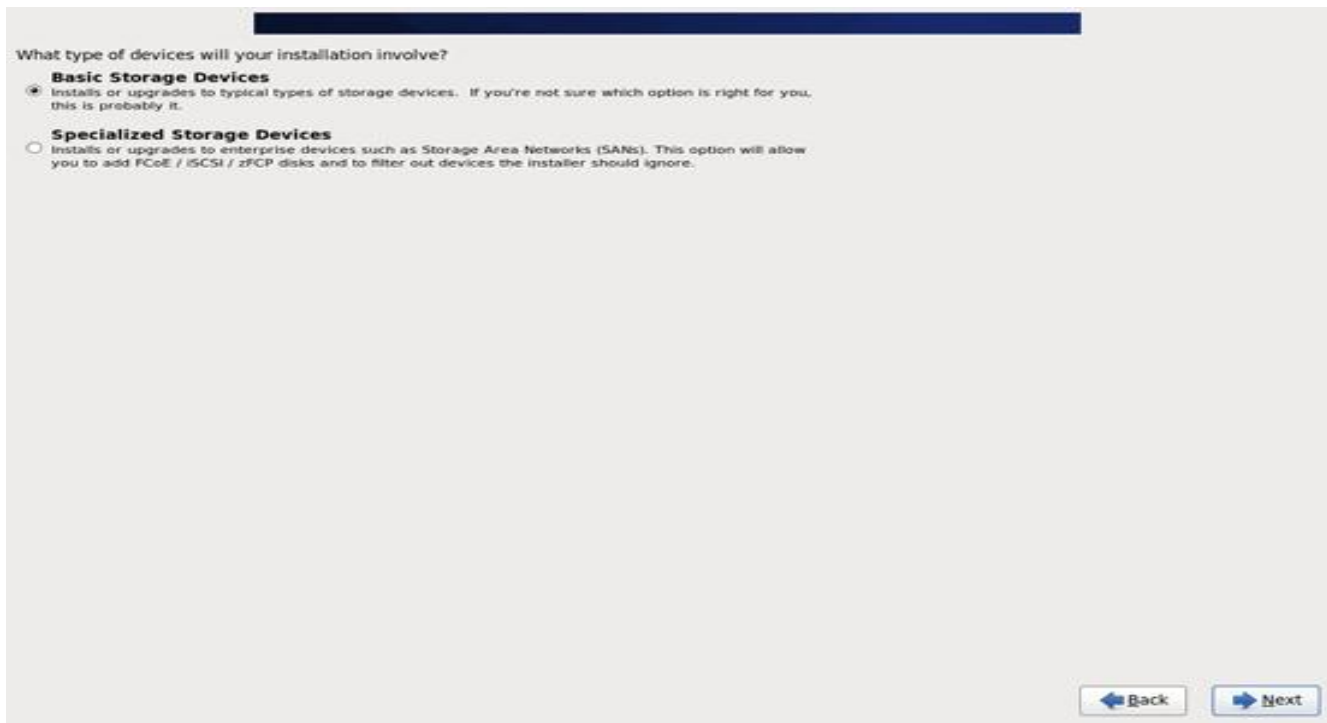 What type of devices will your installation involve?
Basic Storage Devices
Installs or upgrades to typical types of storage devices. If you're not sure which option is right for you,
this is probably it.
Specialized Storage Devices
Installs or upgrades to enterprise devices such as Storage Area Networks (SANs). This option will allow
you to add FCoE / iSCSI / zFCP disks and to filter out devices the installer should ignore.
Back
Next